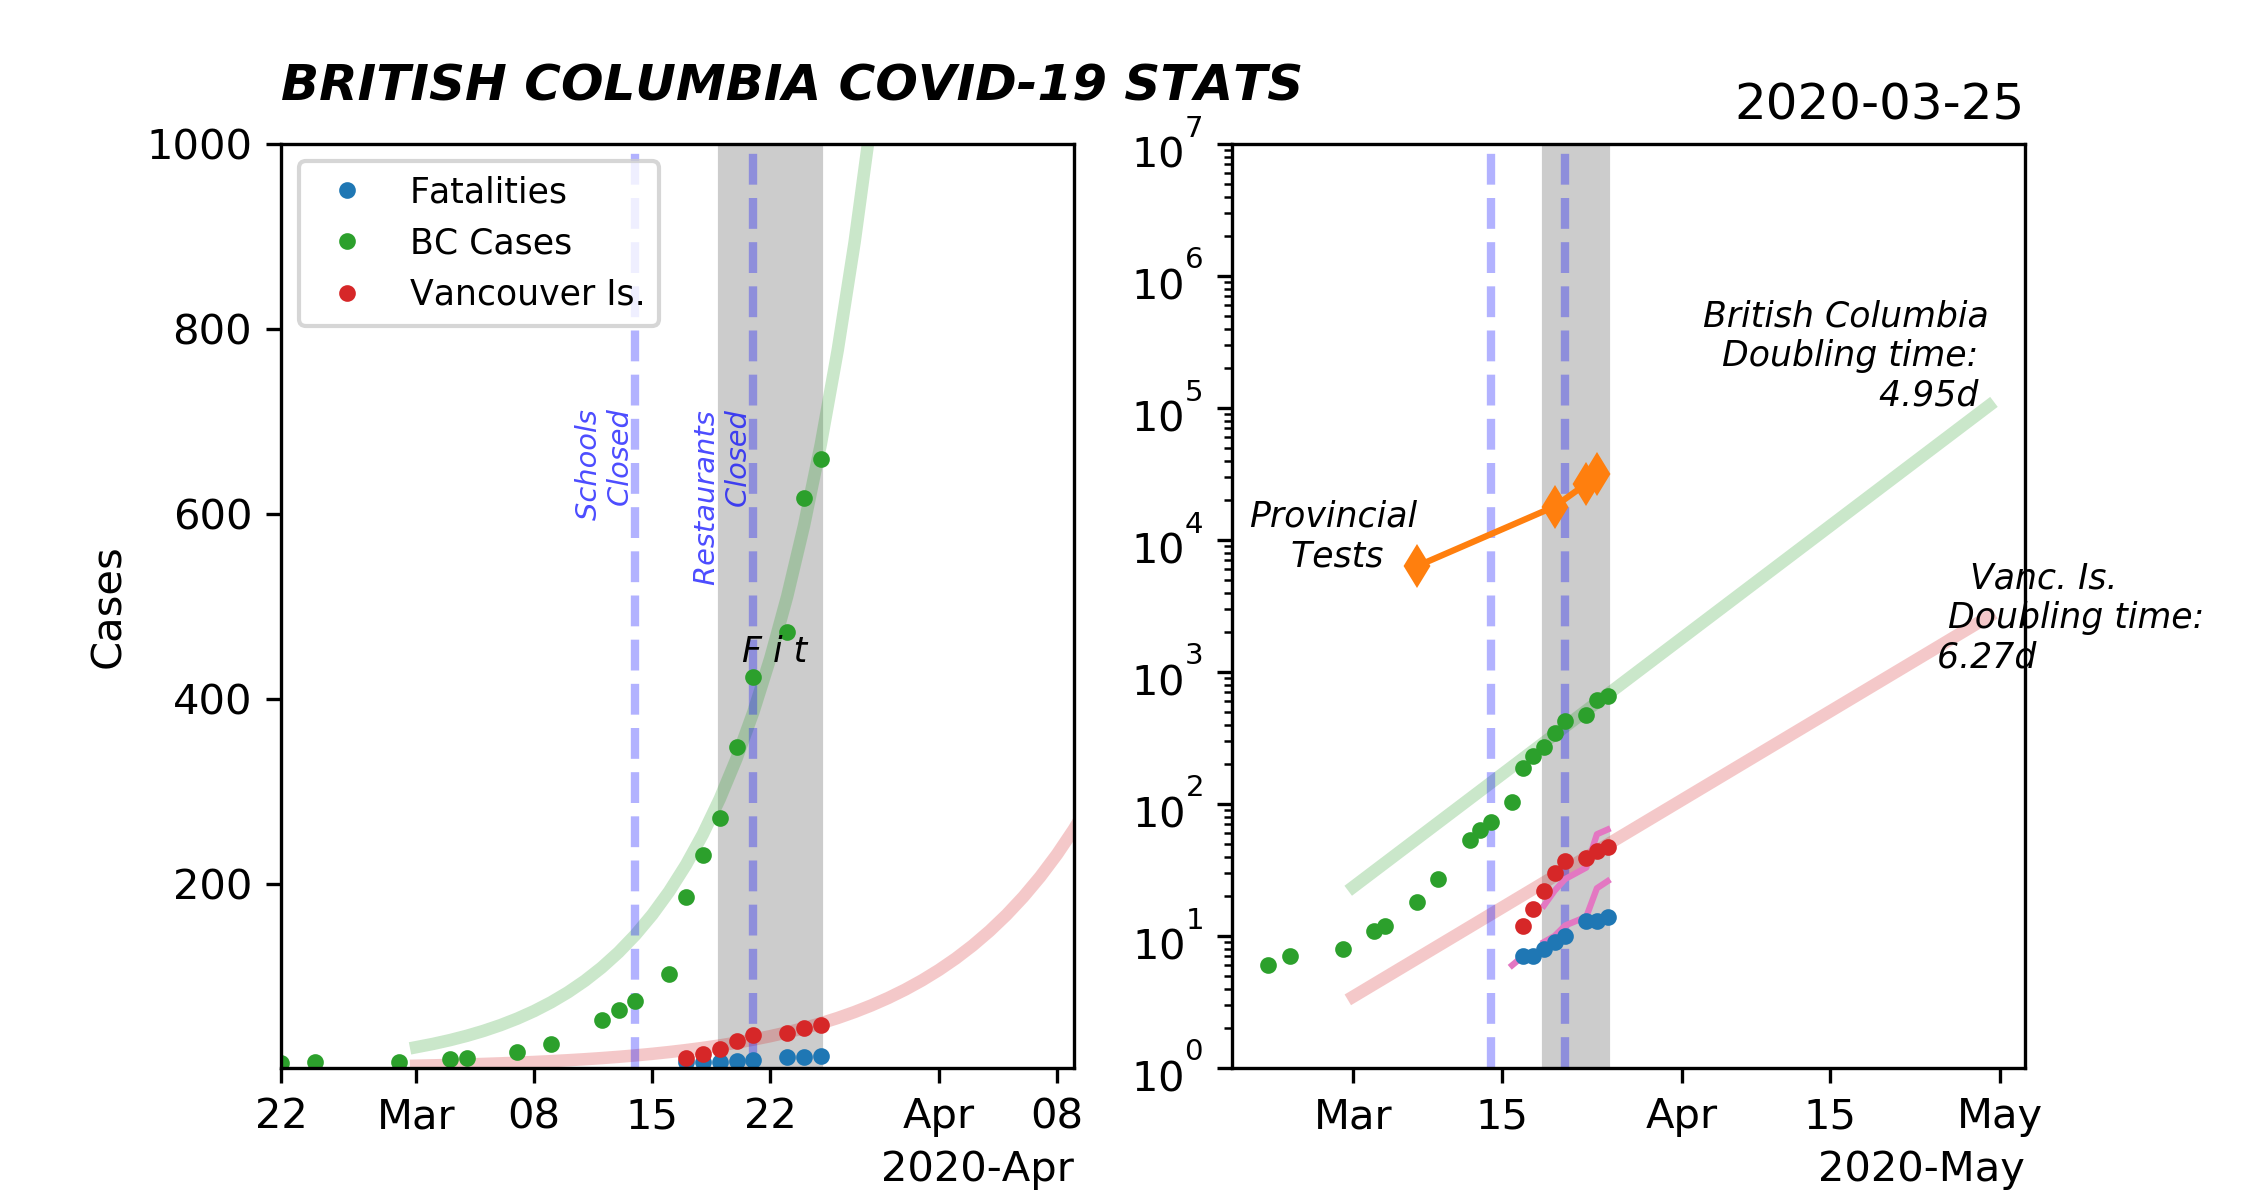 BRITISH COLUMBIA COVID-19 STATS
2020-03-25
Cases
1000
800
600
400
200
Fatalities
BC Cases
Vancouver Is.
Schools
Closed
Restaurants
Closed
F i t
22
Mar
08
15
22
Apr
08
2020-Apr
10^7
10^6
10^5
10^4
10^3
10^2
10^1
10^0
British Columbia
Doubling time:
4.95d
Provincial
Tests
Vanc. Is.
Doubling time:
6.27d
Mar
15
Apr
15
May
2020-May